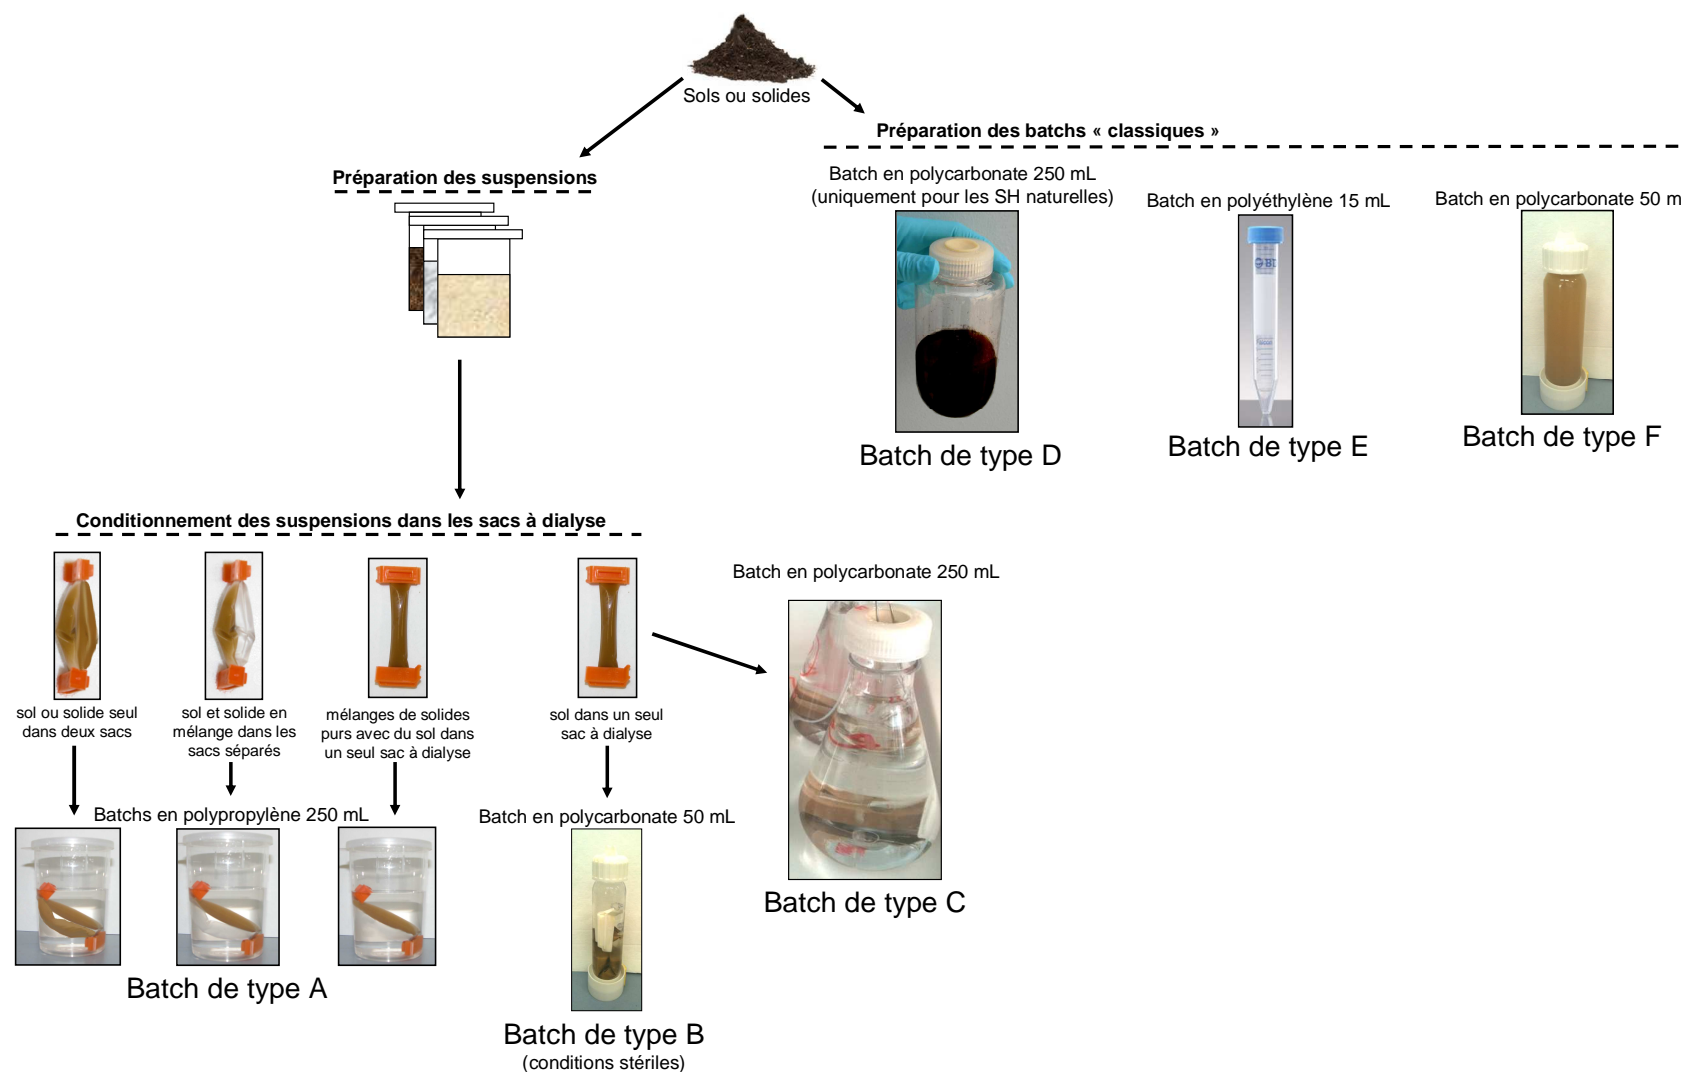 Sols ou solides
Préparation des batchs « classiques »
Préparation des suspensions
Batch en polycarbonate 250 mL
(uniquement pour les SH naturelles)
Batch en polyéthylène 15 mL
Batch en polycarbonate 50 m
Batch de type D
Batch de type E
Batch de type F
Conditionnement des suspensions dans les sacs à dialyse
sol ou solide seul
dans deux sacs
sol et solide en
mélange dans les
sacs séparés
mélanges de solides
purs avec du sol dans
un seul sac à dialyse
sol dans un seul
sac à dialyse
Batch en polycarbonate 250 mL
Batchs en polypropylène 250 mL
Batch en polycarbonate 50 mL
Batch de type C
Batch de type A
Batch de type B
(conditions stériles)